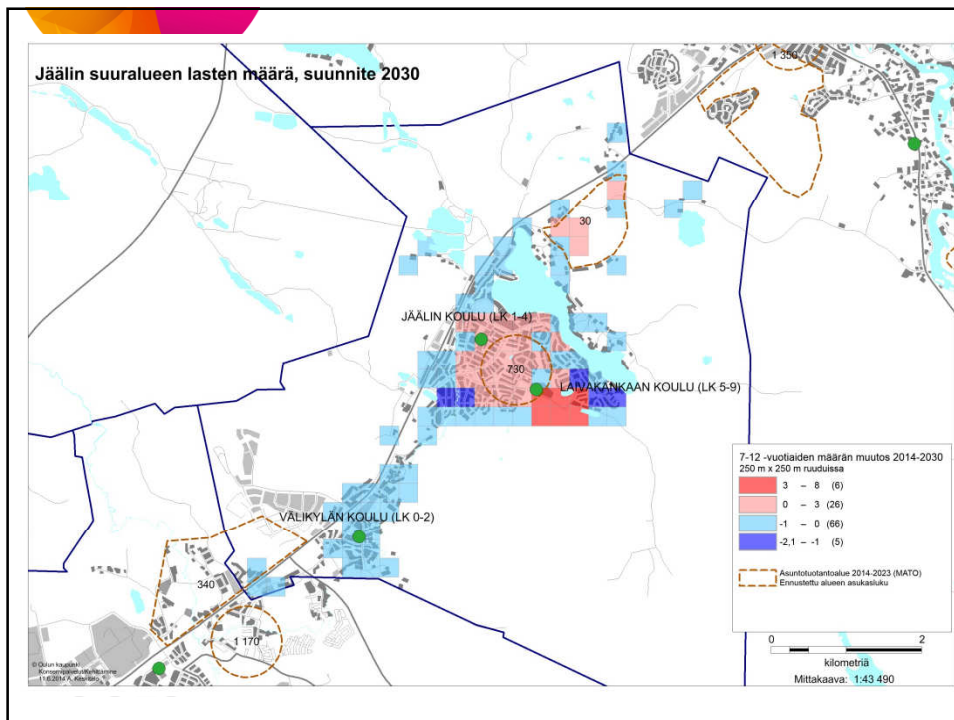 Jäälin suuralueen lasten määrä, suunnite 2030
1 350
30
JÄÄLIN KOULU (LK 1-4)
730
LAIVAKANKAAN KOULU (LK 5-9)
VÄLIKYLÄN KOULU (LK 0-2)
340
1 170
7-12 -vuotiaiden määrän muutos 2014-2030
250 m x 250 m ruuduissa
3 – 8 (6)
0 – 3 (26)
-1 – 0 (66)
-2,1 – -1 (5)
Asuntotuotantoalue 2014-2023 (MATO)
Ennustettu alueen asukasluku
0 2
kilometriä
Mittakaava: 1:43 490
© Oulun kaupunki